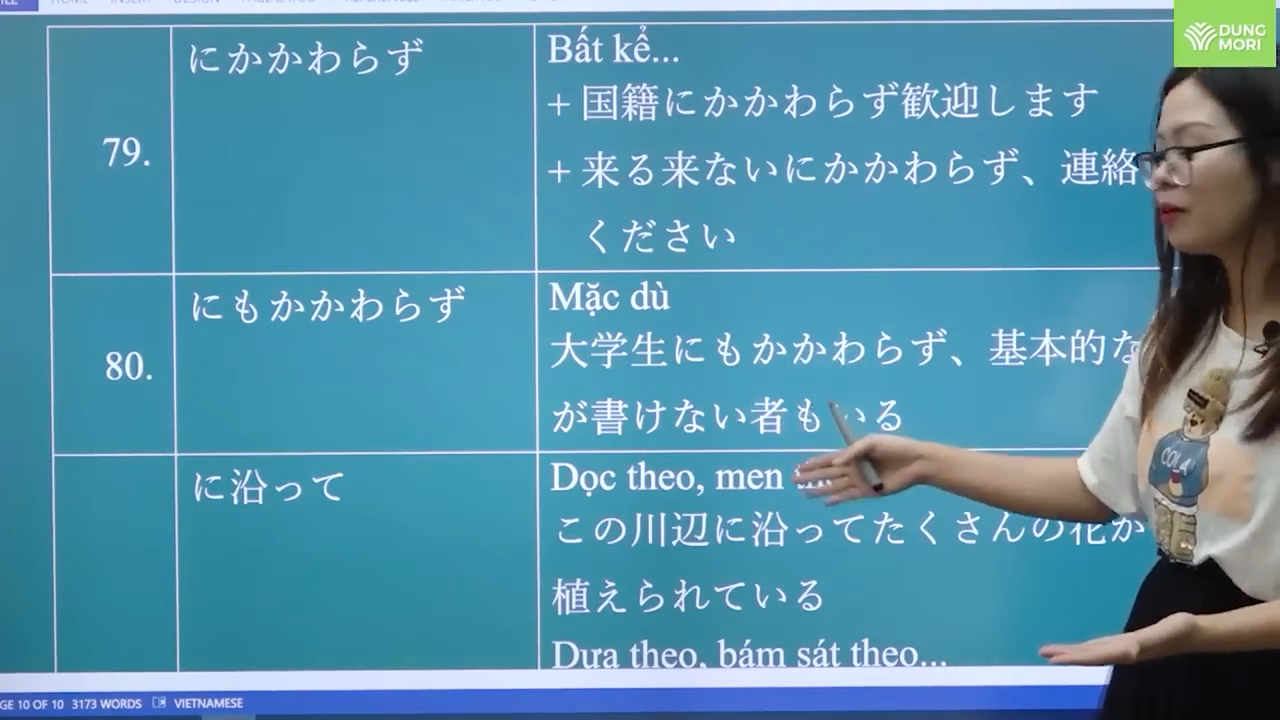 DUNG
MORI
79.
にかかわらず
Bất kể...
+ 国籍にかかわらず歓迎します
+ 来る来ないにかかわらず、連絡
ください
80.
にもかかわらず
Mặc dù
大学生にもかかわらず、基本的な
が書けない者もいる
に沿って
Dọc theo, men
この川辺に沿ってたくさんの花が
植えられている
Dựa theo, bám sát theo...
COLA
GE 10 OF 10 3173 WORDS VIETNAMESE